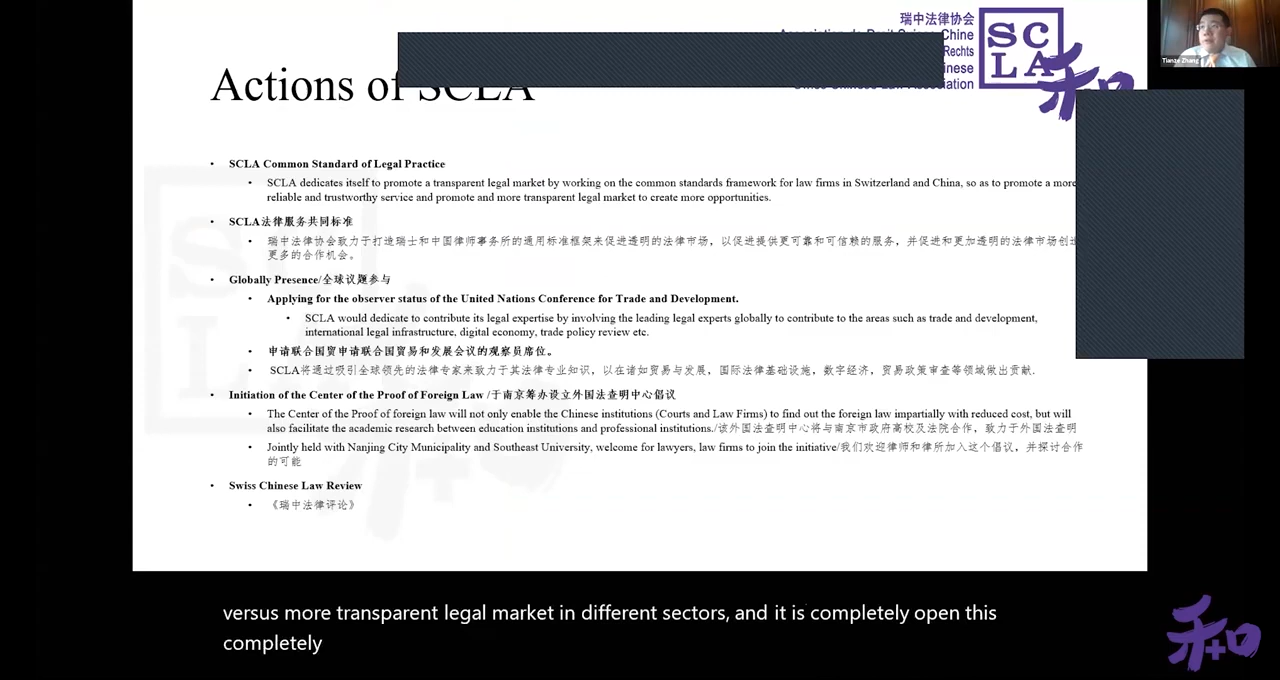 瑞中法律协会
Chine
Rechts
SC
LA
和
Tianze Zhang
Actions of SCLA
• SCLA Common Standard of Legal Practice
• SCLA dedicates itself to promote a transparent legal market by working on the common standards framework for law firms in Switzerland and China, so as to promote a more
reliable and trustworthy service and promote and more transparent legal market to create more opportunities.
• SCLA法律服务共同标准
• 瑞中法律协会致力于打造瑞士和中国律师事务所的通用标准框架来促进透明的法律市场，以促进提供更可靠和可信赖的服务，并促进和更加透明的法律市场创造
更多的合作机会。
• Globally Presence/全球议题参与
• Applying for the observer status of the United Nations Conference for Trade and Development.
• SCLA would dedicate to contribute its legal expertise by involving the leading legal experts globally to contribute to the areas such as trade and development,
international legal infrastructure, digital economy, trade policy review etc.
• 申请联合国贸申请联合国贸易和发展会议的观察员席位。
• SCLA将通过吸引全球领先的法律专家来致力于其法律专业知识，以在诸如贸易与发展，国际法律基础设施，数字经济，贸易政策审查等领域做出贡献.
• Initiation of the Center of the Proof of Foreign Law /于南京筹办设立外国法查明中心倡议
• The Center of the Proof of foreign law will not only enable the Chinese institutions (Courts and Law Firms) to find out the foreign law impartially with reduced cost, but will
also facilitate the academic research between education institutions and professional institutions./该外国法查明中心将与南京市政府高校及法院合作，致力于外国法查明
• Jointly held with Nanjing City Municipality and Southeast University, welcome for lawyers, law firms to join the initiative/我们欢迎律师和律所加入这个倡议，并探讨合作
的可能
• Swiss Chinese Law Review
• 《瑞中法律评论》
versus more transparent legal market in different sectors, and it is completely open this
completely
和